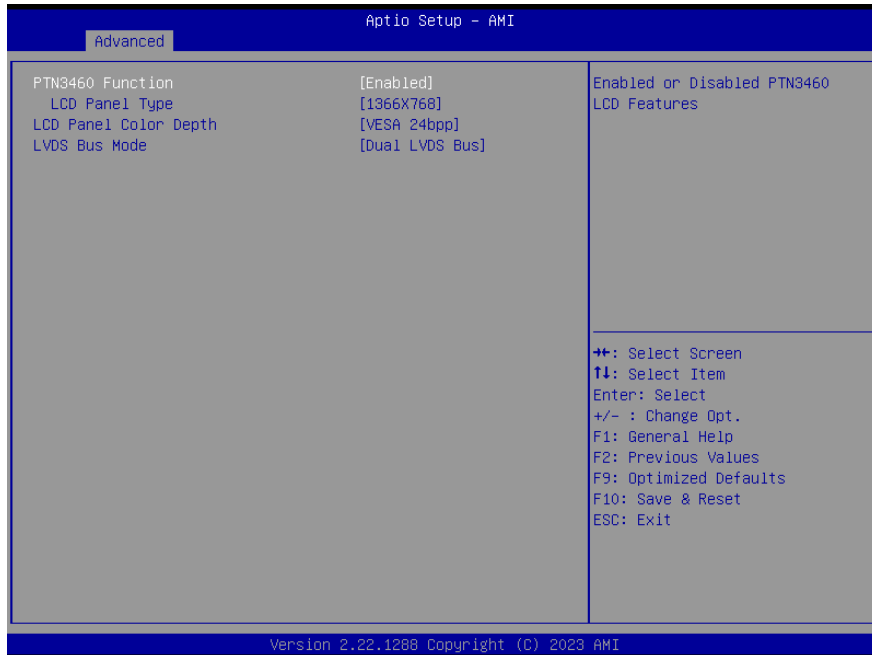 Aptio Setup – AMI
Advanced
PTN3460 Function [Enabled]
LCD Panel Type [1366X768]
LCD Panel Color Depth [VESA 24bpp]
LVDS Bus Mode [Dual LVDS Bus]
Enabled or Disabled PTN3460
LCD Features
→←: Select Screen
↑↓: Select Item
Enter: Select
+/– : Change Opt.
F1: General Help
F2: Previous Values
F9: Optimized Defaults
F10: Save & Reset
ESC: Exit
Version 2.22.1288 Copyright (C) 2023 AMI